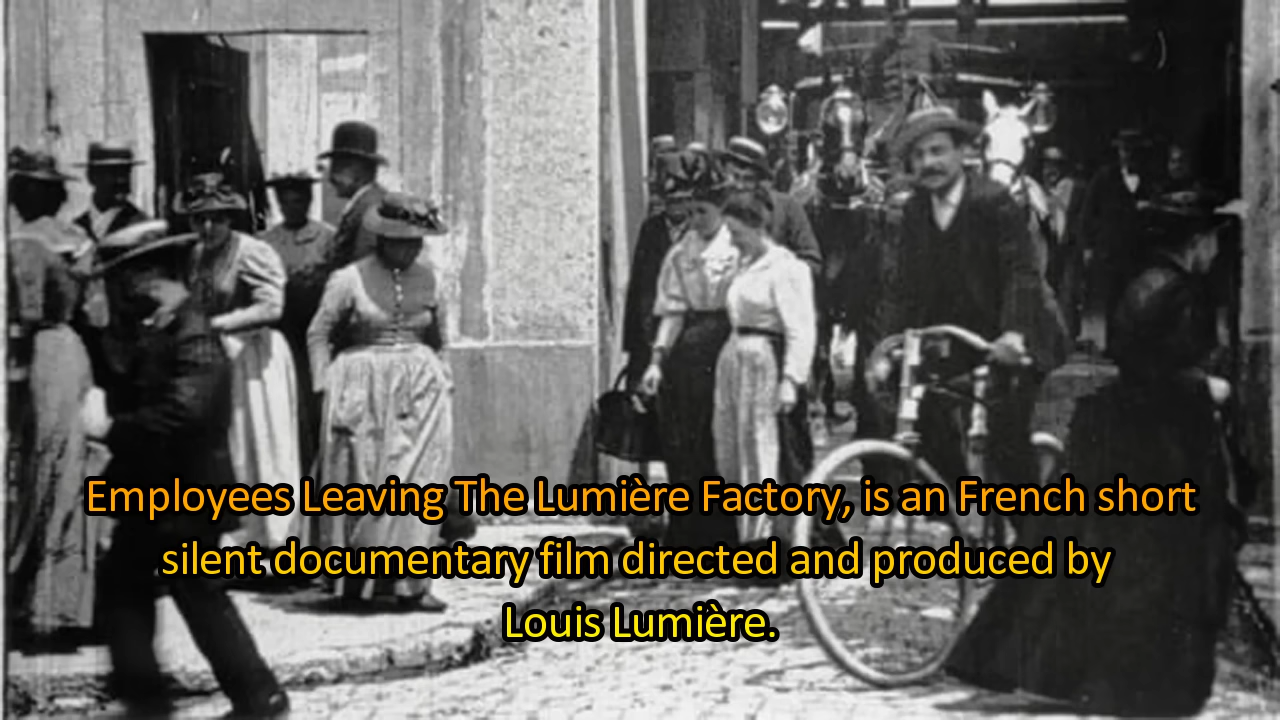 Employees Leaving The Lumière Factory, is an French short
silent documentary film directed and produced by
Louis Lumière.